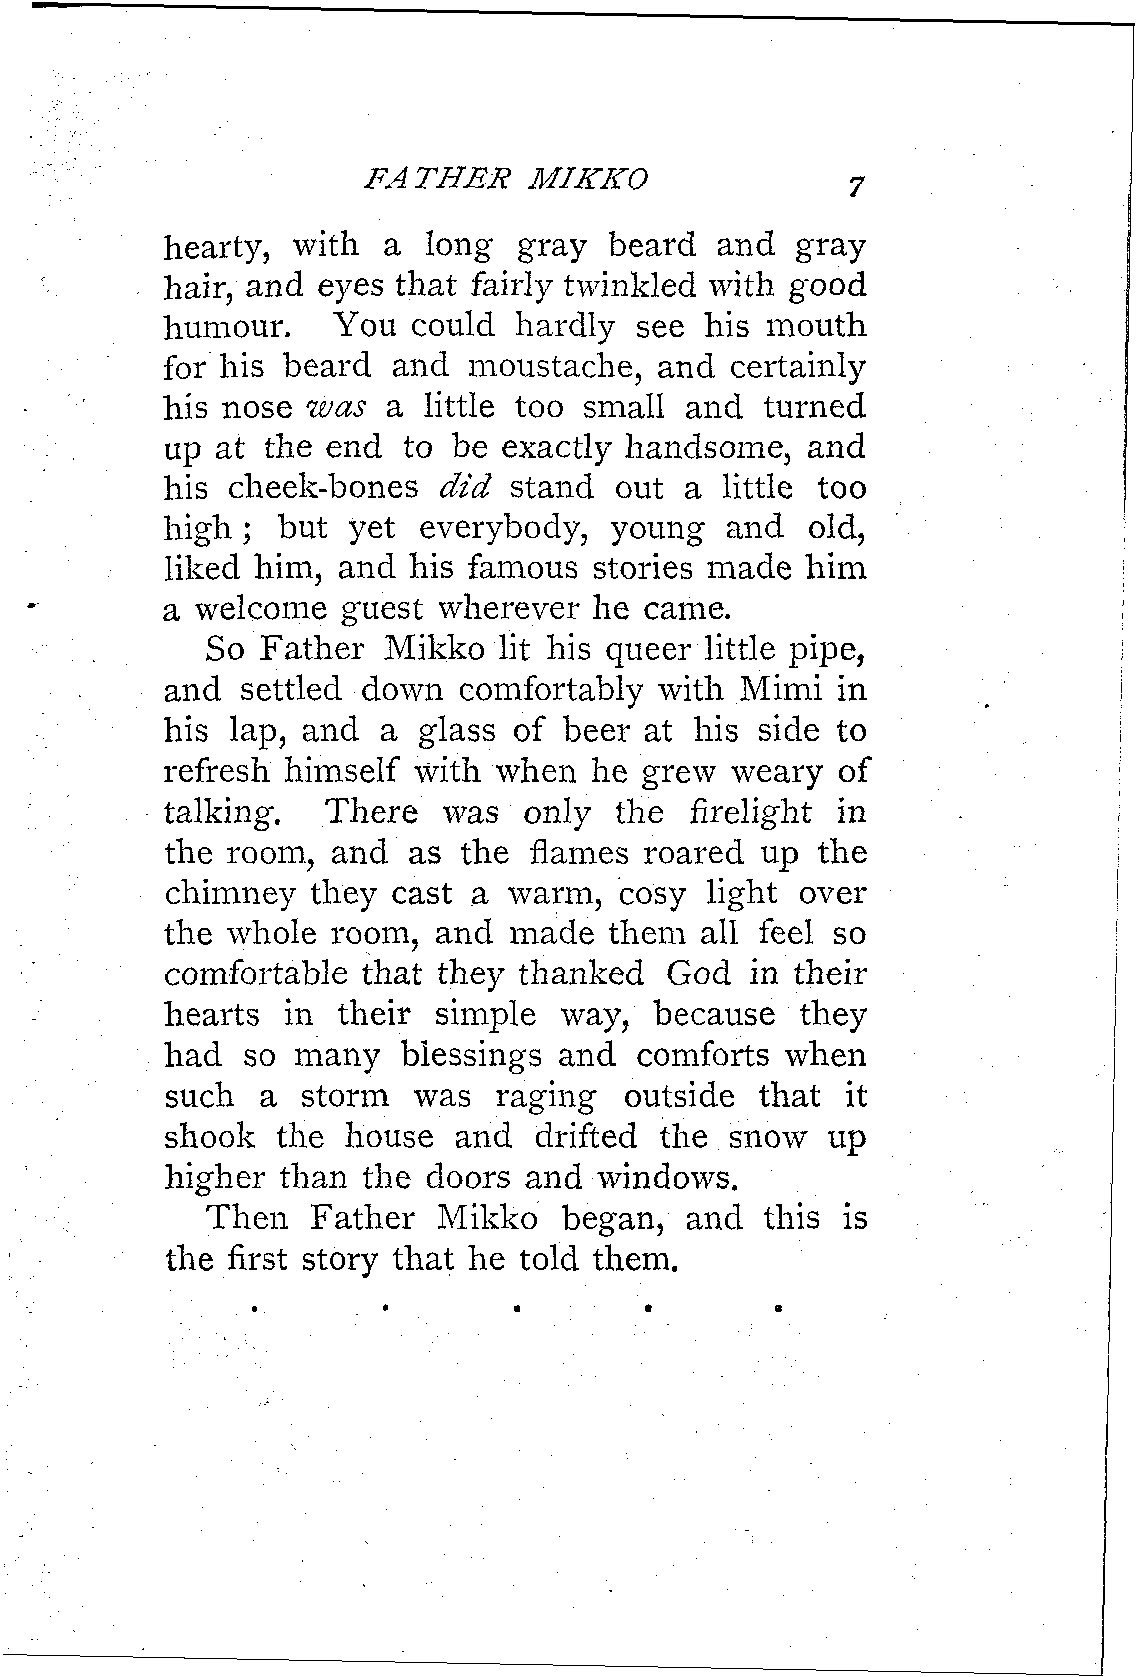 FATHER MIKKO 7
hearty, with a long gray beard and gray
hair, and eyes that fairly twinkled with good
humour. You could hardly see his mouth
for his beard and moustache, and certainly
his nose was a little too small and turned
up at the end to be exactly handsome, and
his cheek-bones did stand out a little too
high ; but yet everybody, young and old,
liked him, and his famous stories made him
a welcome guest wherever he came.
So Father Mikko lit his queer little pipe,
and settled down comfortably with Mimi in
his lap, and a glass of beer at his side to
refresh himself with when he grew weary of
talking. There was only the firelight in
the room, and as the flames roared up the
chimney they cast a warm, cosy light over
the whole room, and made them all feel so
comfortable that they thanked God in their
hearts in their simple way, because they
had so many blessings and comforts when
such a storm was raging outside that it
shook the house and drifted the snow up
higher than the doors and windows.
Then Father Mikko began, and this is
the first story that he told them.
. . . . .